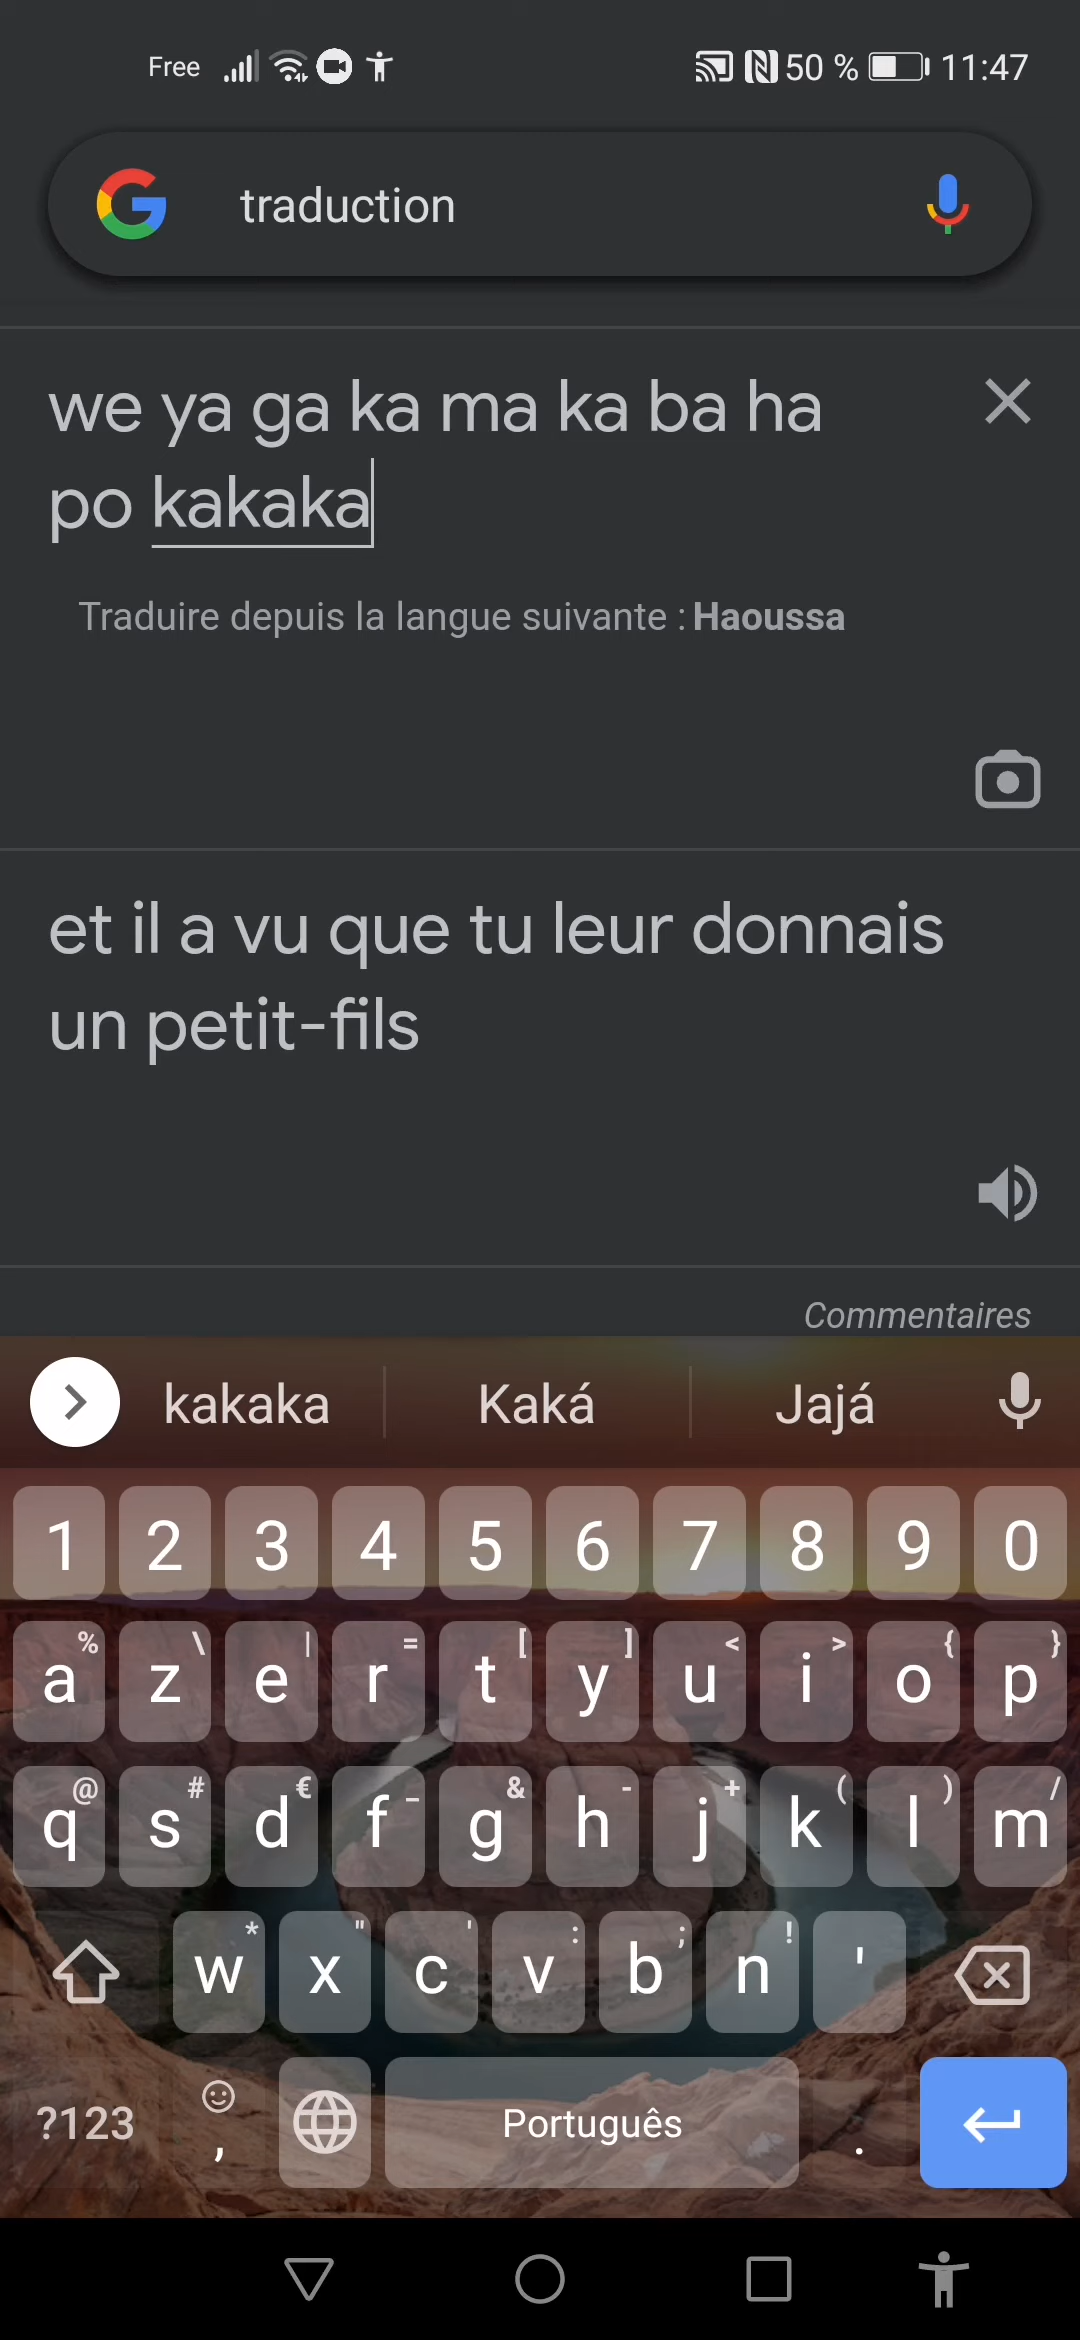 Free 50 % 11:47
traduction
we ya ga ka ma ka ba ha
po kakaka
Traduire depuis la langue suivante : Haoussa
et il a vu que tu leur donnais
un petit-fils
Commentaires
kakaka Kaká Jajá
1 2 3 4 5 6 7 8 9 0
% \ | = [ ] < > { }
a z e r t y u i o p
@ # € _ & - + ( ) /
q s d f g h j k l m
* " ' : ; !
w x c v b n '
?123 , Português .